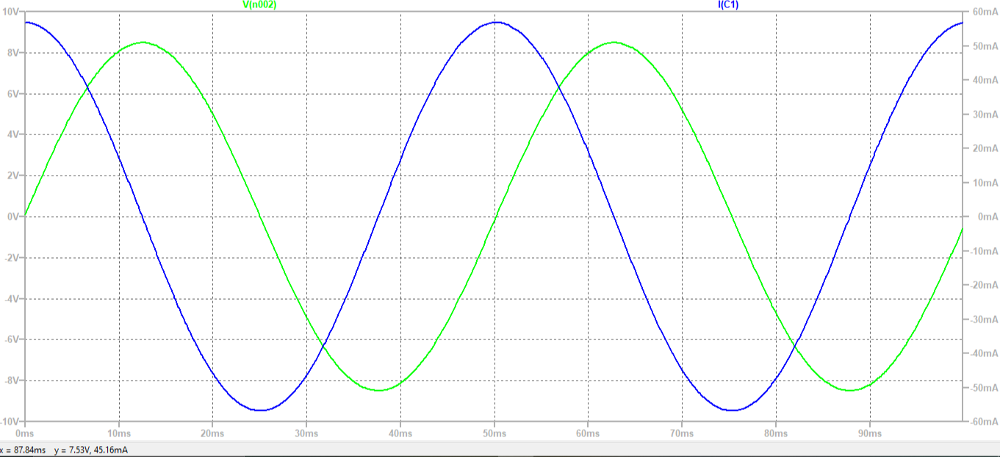 V(n002) I(C1)
10V 60mA
8V 50mA
6V 40mA
4V 30mA
2V 20mA
10mA
0V 0mA
-2V -10mA
-4V -20mA
-6V -30mA
-8V -40mA
-50mA
-10V -60mA
0ms 10ms 20ms 30ms 40ms 50ms 60ms 70ms 80ms 90ms
x = 87.84ms y = 7.53V, 45.16mA